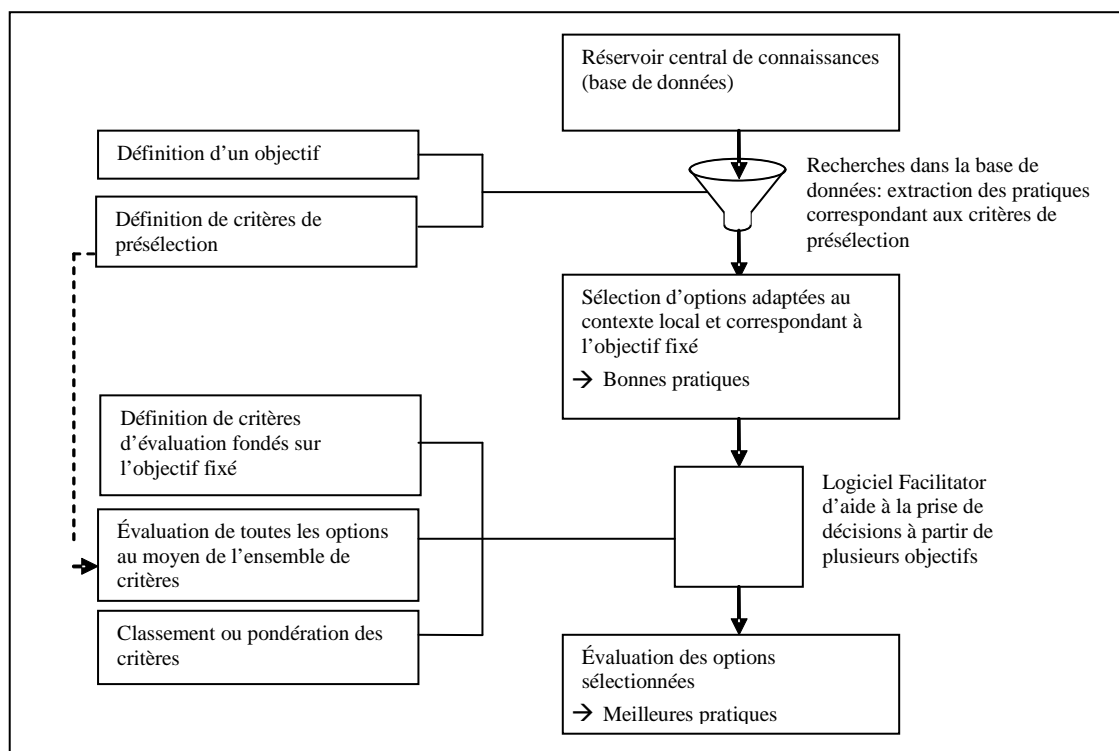 Réservoir central de connaissances
(base de données)
Définition d’un objectif
Définition de critères de
présélection
Recherches dans la base de
données: extraction des pratiques
correspondant aux critères de
présélection
Sélection d’options adaptées au
contexte local et correspondant à
l’objectif fixé
→ Bonnes pratiques
Définition de critères
d’évaluation fondés sur
l’objectif fixé
Évaluation de toutes les options
au moyen de l’ensemble de
critères
Classement ou pondération des
critères
Logiciel Facilitator
d’aide à la prise de
décisions à partir de
plusieurs objectifs
Évaluation des options
sélectionnées
→ Meilleures pratiques